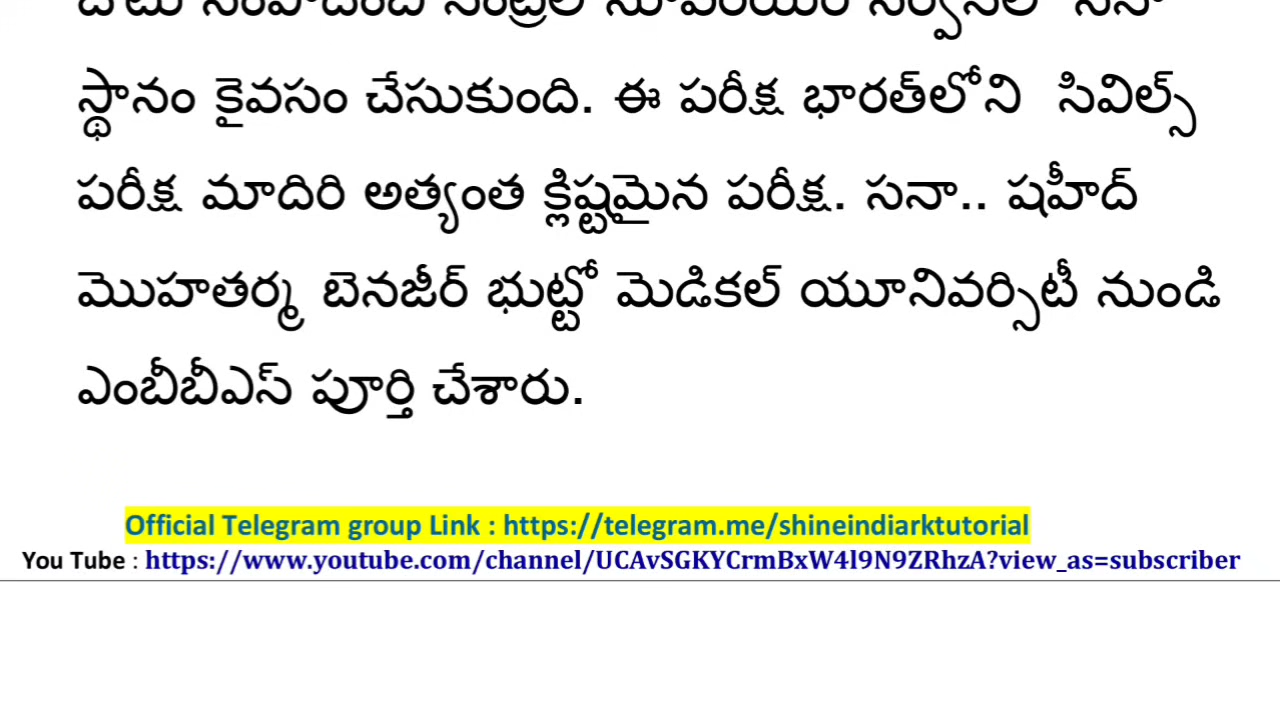 స్థానం కైవసం చేసుకుంది. ఈ పరీక్ష భారత్‌లోని సివిల్స్
పరీక్ష మాదిరి అత్యంత క్లిష్టమైన పరీక్ష. సనా.. షహీద్
మొహతర్మ బెనజీర్ భుట్టో మెడికల్ యూనివర్సిటీ నుండి
ఎంబీబీఎస్ పూర్తి చేశారు.
Official Telegram group Link : https://telegram.me/shineindiarktutorial
You Tube : https://www.youtube.com/channel/UCAvSGKYCrmBxW4l9N9ZRhzA?view_as=subscriber